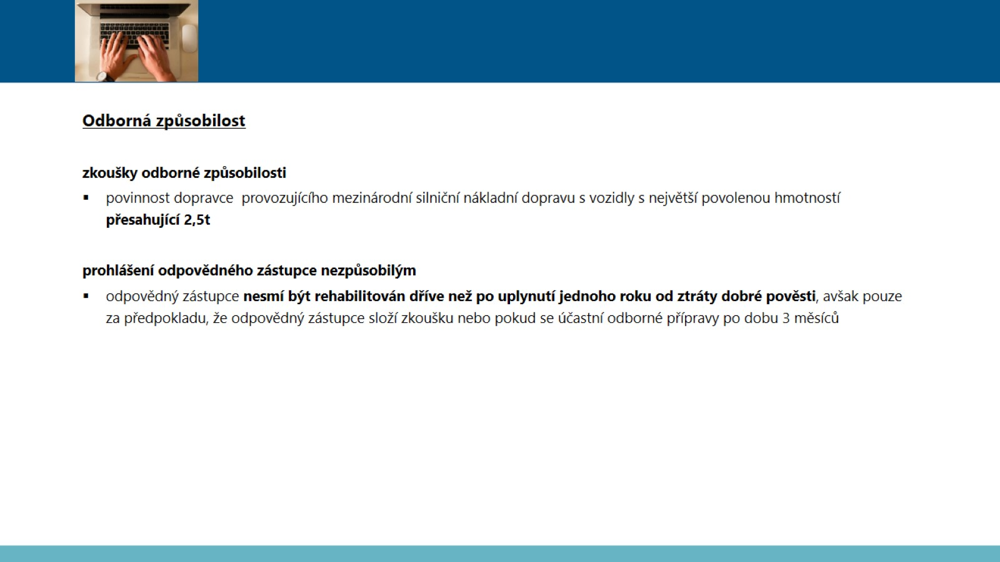 Odborná způsobilost
zkoušky odborné způsobilosti
▪ povinnost dopravce  provozujícího mezinárodní silniční nákladní dopravu s vozidly s největší povolenou hmotností
přesahující 2,5t
prohlášení odpovědného zástupce nezpůsobilým
▪ odpovědný zástupce nesmí být rehabilitován dříve než po uplynutí jednoho roku od ztráty dobré pověsti, avšak pouze
za předpokladu, že odpovědný zástupce složí zkoušku nebo pokud se účastní odborné přípravy po dobu 3 měsíců